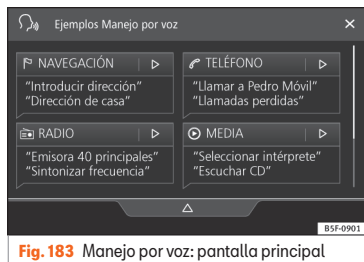 Ejemplos Manejo por voz
NAVEGACIÓN
"Introducir dirección"
"Dirección de casa"
TELÉFONO
"Llamar a Pedro Móvil"
"Llamadas perdidas"
RADIO
"Emisora 40 principales"
"Sintonizar frecuencia"
MEDIA
"Seleccionar intérprete"
"Escuchar CD"
B5F-0901
Fig. 183 Manejo por voz: pantalla principal